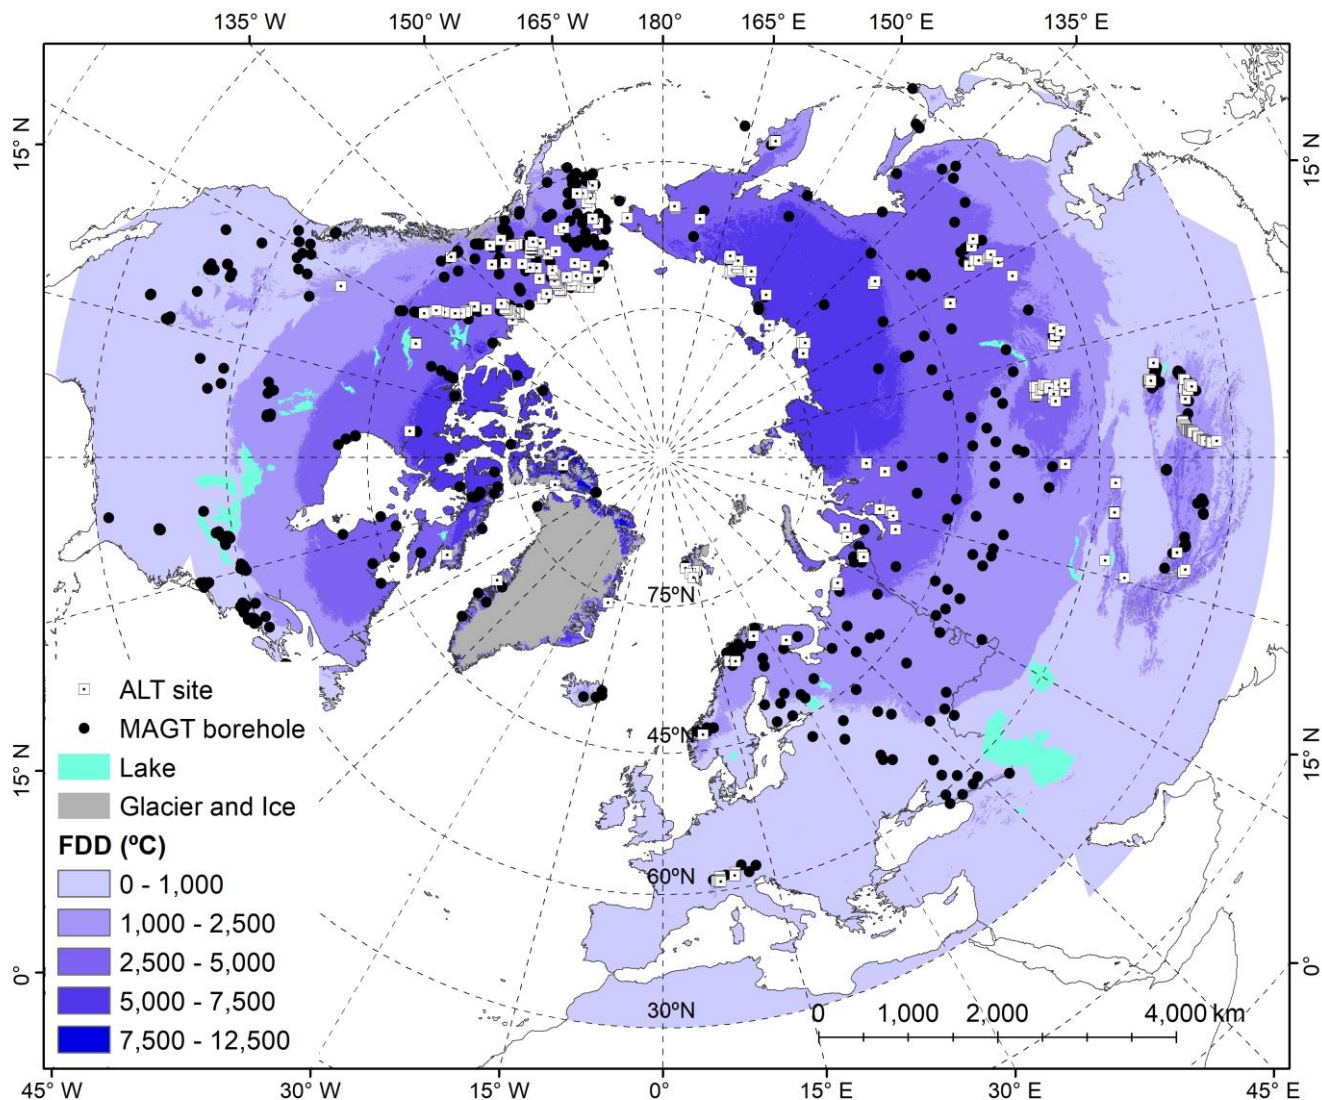 135° W 150° W 165° W 180° 165° E 150° E 135° E
15° N
15° N
75°N
45°N
60°N
30°N
ALT site
MAGT borehole
Lake
Glacier and Ice
FDD (ºC)
0 - 1,000
1,000 - 2,500
2,500 - 5,000
5,000 - 7,500
7,500 - 12,500
0 1,000 2,000 4,000 km
15° N
15° N
0°
0°
45° W 30° W 15° W 0° 15° E 30° E 45° E